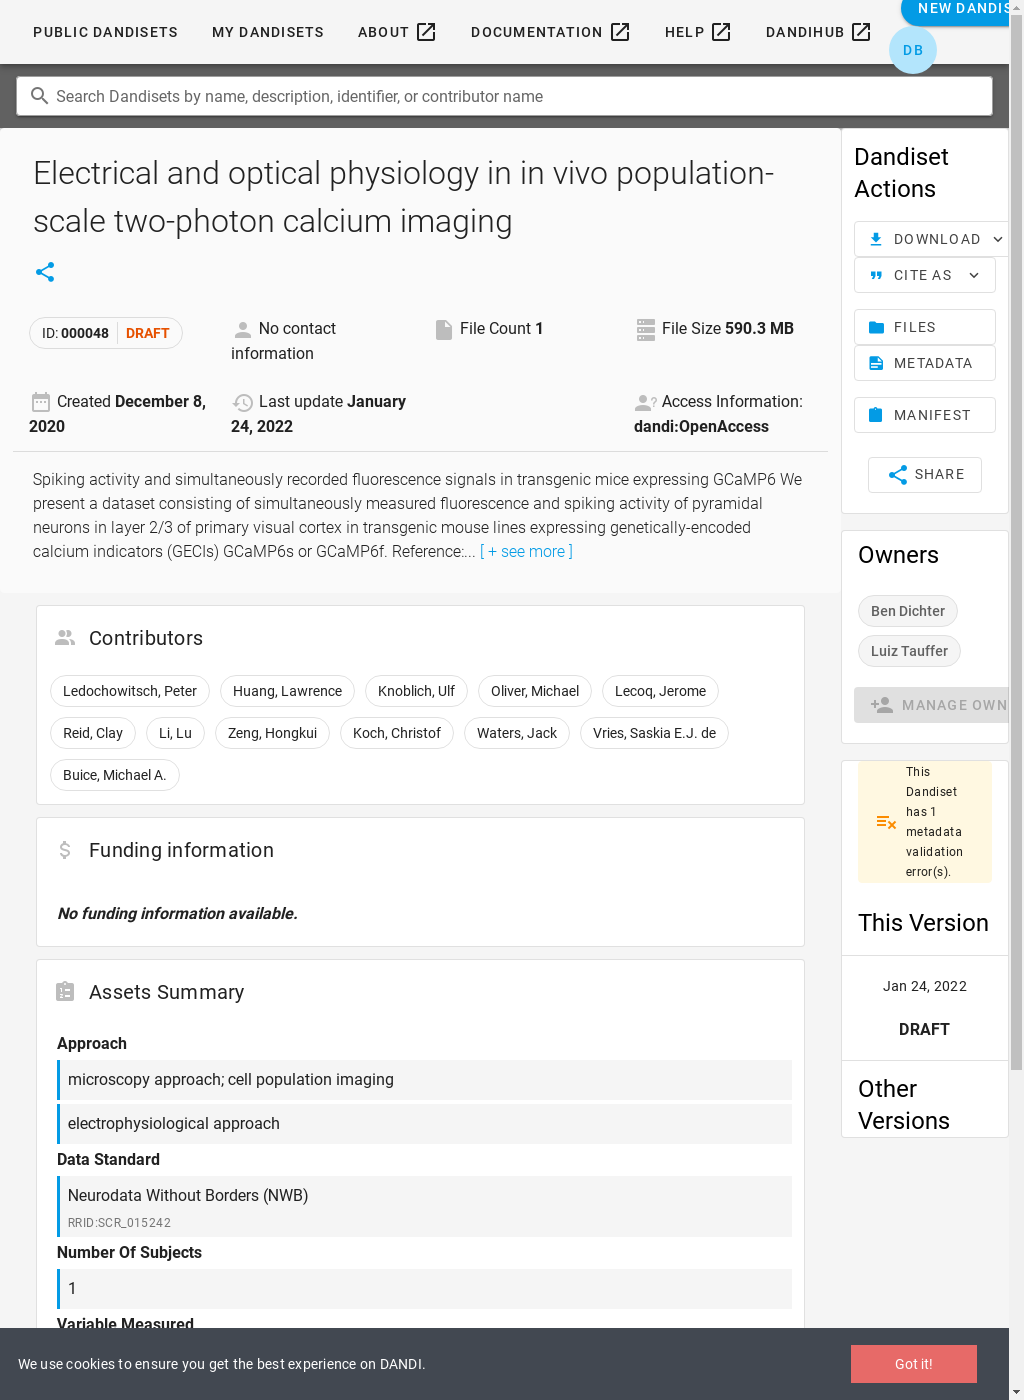 PUBLIC DANDISETS MY DANDISETS ABOUT DOCUMENTATION HELP DANDIHUB NEW DANDIS
DB
Search Dandisets by name, description, identifier, or contributor name
Electrical and optical physiology in in vivo population-
scale two-photon calcium imaging
ID: 000048 DRAFT
No contact
information
File Count 1
File Size 590.3 MB
Created December 8,
2020
Last update January
24, 2022
Access Information:
dandi:OpenAccess
Spiking activity and simultaneously recorded fluorescence signals in transgenic mice expressing GCaMP6 We
present a dataset consisting of simultaneously measured fluorescence and spiking activity of pyramidal
neurons in layer 2/3 of primary visual cortex in transgenic mouse lines expressing genetically-encoded
calcium indicators (GECIs) GCaMP6s or GCaMP6f. Reference:... [ + see more ]
Contributors
Ledochowitsch, Peter Huang, Lawrence Knoblich, Ulf Oliver, Michael Lecoq, Jerome
Reid, Clay Li, Lu Zeng, Hongkui Koch, Christof Waters, Jack Vries, Saskia E.J. de
Buice, Michael A.
Funding information
No funding information available.
Assets Summary
Approach
microscopy approach; cell population imaging
electrophysiological approach
Data Standard
Neurodata Without Borders (NWB)
RRID:SCR_015242
Number Of Subjects
1
Variable Measured
Dandiset
Actions
DOWNLOAD
CITE AS
FILES
METADATA
MANIFEST
SHARE
Owners
Ben Dichter
Luiz Tauffer
MANAGE OWN
This
Dandiset
has 1
metadata
validation
error(s).
This Version
Jan 24, 2022
DRAFT
Other
Versions
We use cookies to ensure you get the best experience on DANDI.
Got it!